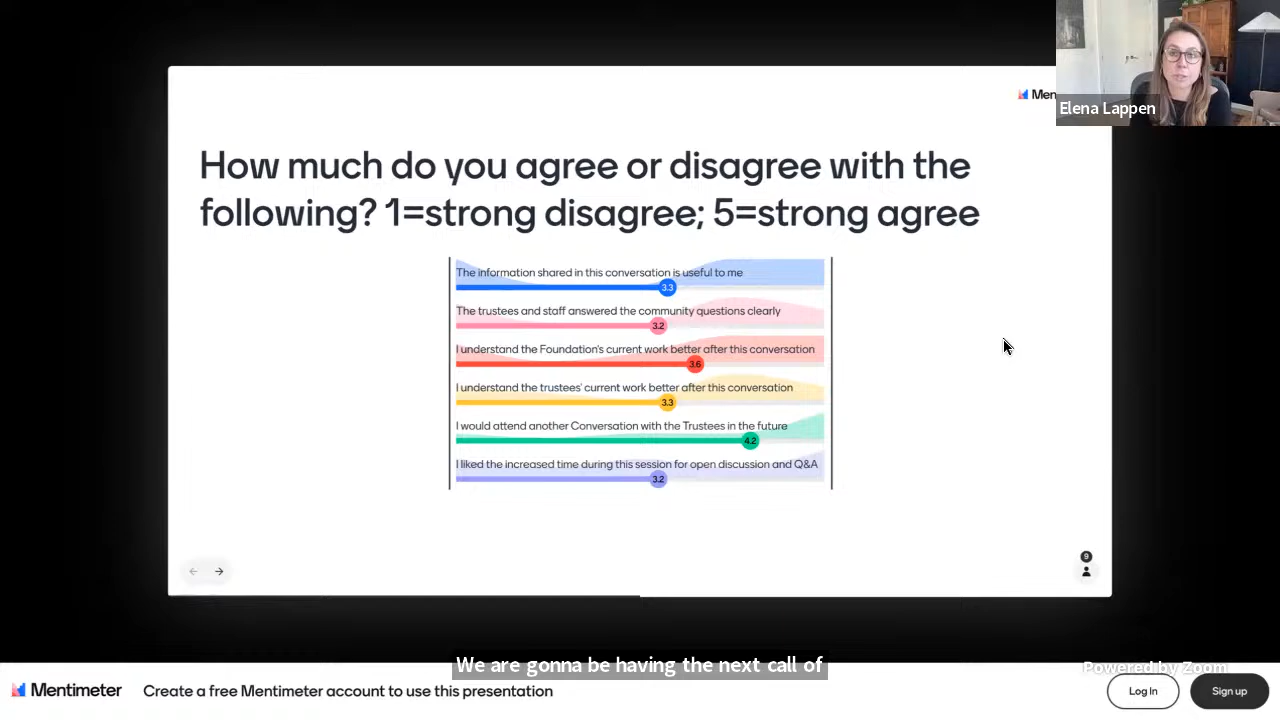 Elena Lappen
How much do you agree or disagree with the
following? 1=strong disagree; 5=strong agree
The information shared in this conversation is useful to me
3.3
The trustees and staff answered the community questions clearly
3.2
I understand the Foundation's current work better after this conversation
3.6
I understand the trustees' current work better after this conversation
3.3
I would attend another Conversation with the Trustees in the future
4.2
I liked the increased time during this session for open discussion and Q&A
3.2
9
We are gonna be having the next call of
Powered by Zoom
Mentimeter Create a free Mentimeter account to use this presentation
Log In
Sign up